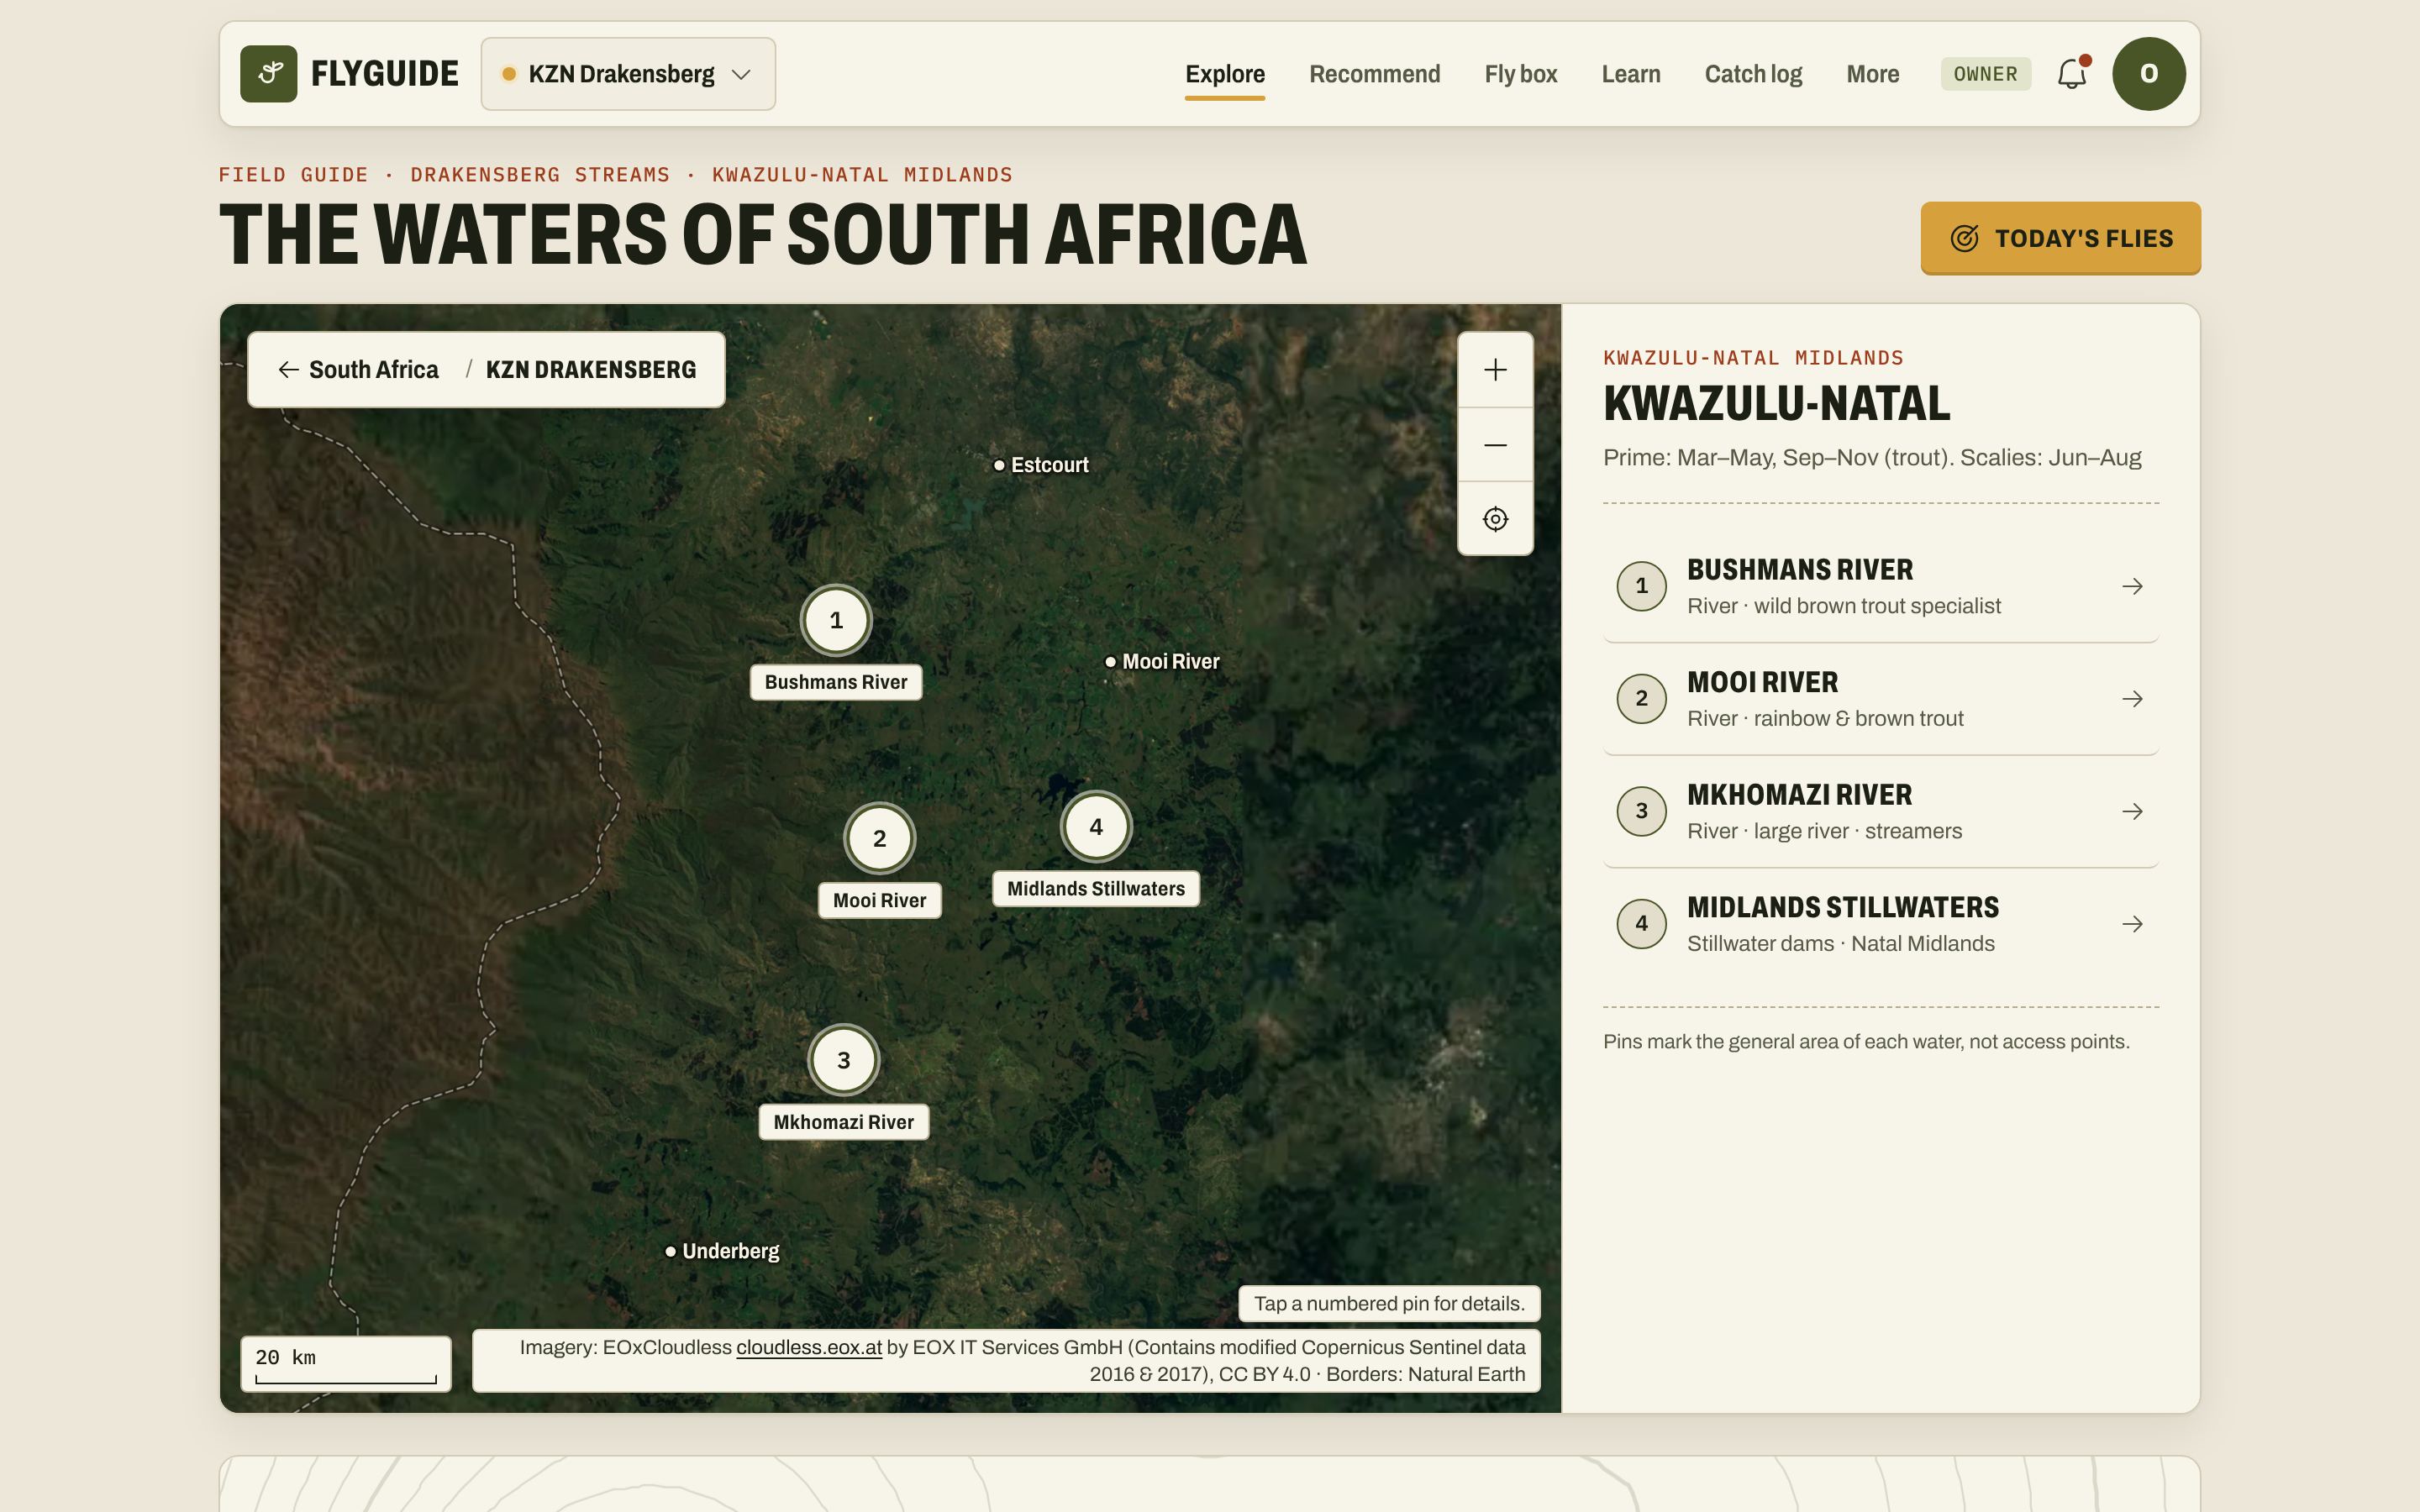 FLYGUIDE
KZN Drakensberg
Explore
Recommend
Fly box
Learn
Catch log
More
OWNER
O
FIELD GUIDE · DRAKENSBERG STREAMS · KWAZULU-NATAL MIDLANDS
THE WATERS OF SOUTH AFRICA
TODAY'S FLIES
South Africa / KZN DRAKENSBERG
Estcourt
1
Bushmans River
Mooi River
2
Mooi River
4
Midlands Stillwaters
3
Mkhomazi River
Underberg
Tap a numbered pin for details.
20 km
Imagery: EOxCloudless cloudless.eox.at by EOX IT Services GmbH (Contains modified Copernicus Sentinel data
2016 & 2017), CC BY 4.0 · Borders: Natural Earth
KWAZULU-NATAL MIDLANDS
KWAZULU-NATAL
Prime: Mar–May, Sep–Nov (trout). Scalies: Jun–Aug
1
BUSHMANS RIVER
River · wild brown trout specialist
2
MOOI RIVER
River · rainbow & brown trout
3
MKHOMAZI RIVER
River · large river · streamers
4
MIDLANDS STILLWATERS
Stillwater dams · Natal Midlands
Pins mark the general area of each water, not access points.